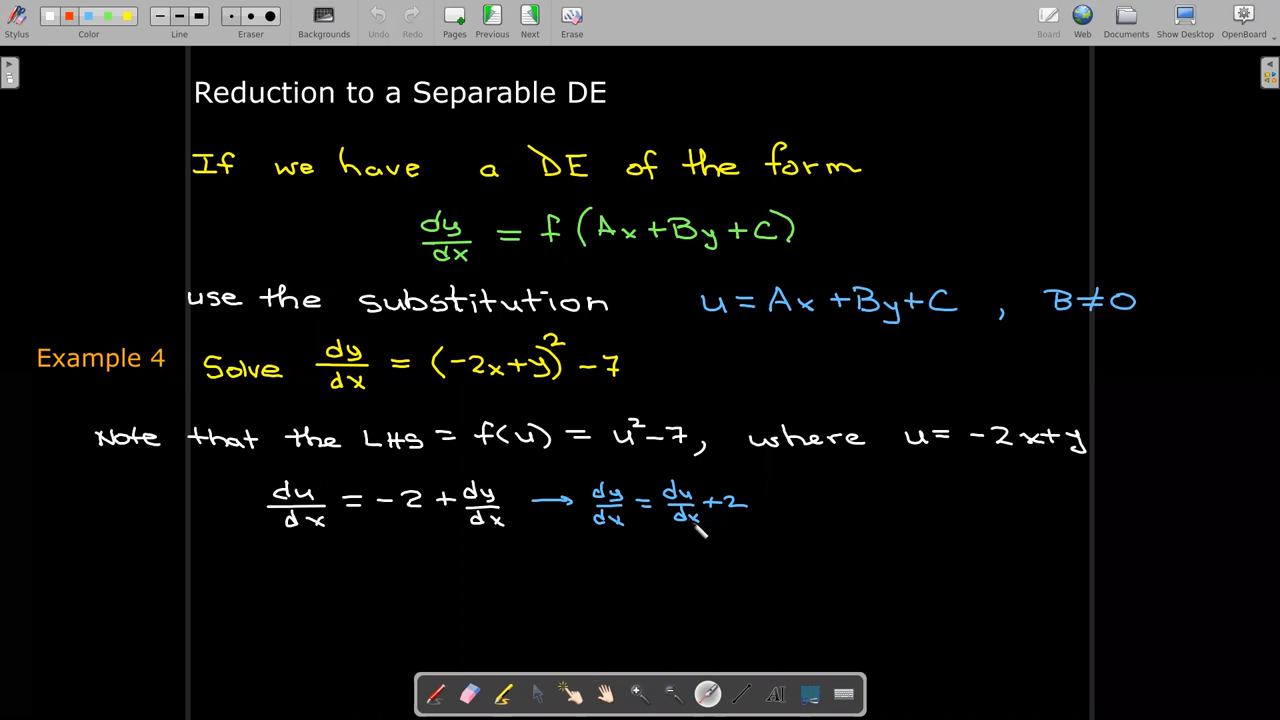 Stylus Color Line Eraser Backgrounds Undo Redo Pages Previous Next Erase Board Web Documents Show Desktop OpenBoard
Reduction to a Separable DE
If we have a DE of the form
dy/dx = f(Ax+By+C)
use the substitution u = Ax+By+C , B≠0
Example 4 Solve dy/dx = (-2x+y)² - 7
Note that the LHS = f(u) = u²-7, where u = -2x+y
du/dx = -2 + dy/dx → dy/dx = du/dx + 2
AI